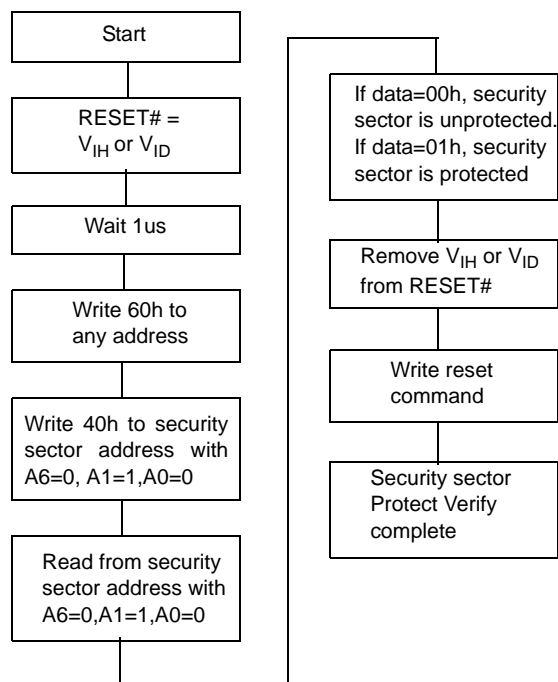 Start
RESET# =
VIH or VID
Wait 1us
Write 60h to
any address
Write 40h to security
sector address with
A6=0, A1=1,A0=0
Read from security
sector address with
A6=0,A1=1,A0=0
If data=00h, security
sector is unprotected.
If data=01h, security
sector is protected
Remove VIH or VID
from RESET#
Write reset
command
Security sector
Protect Verify
complete